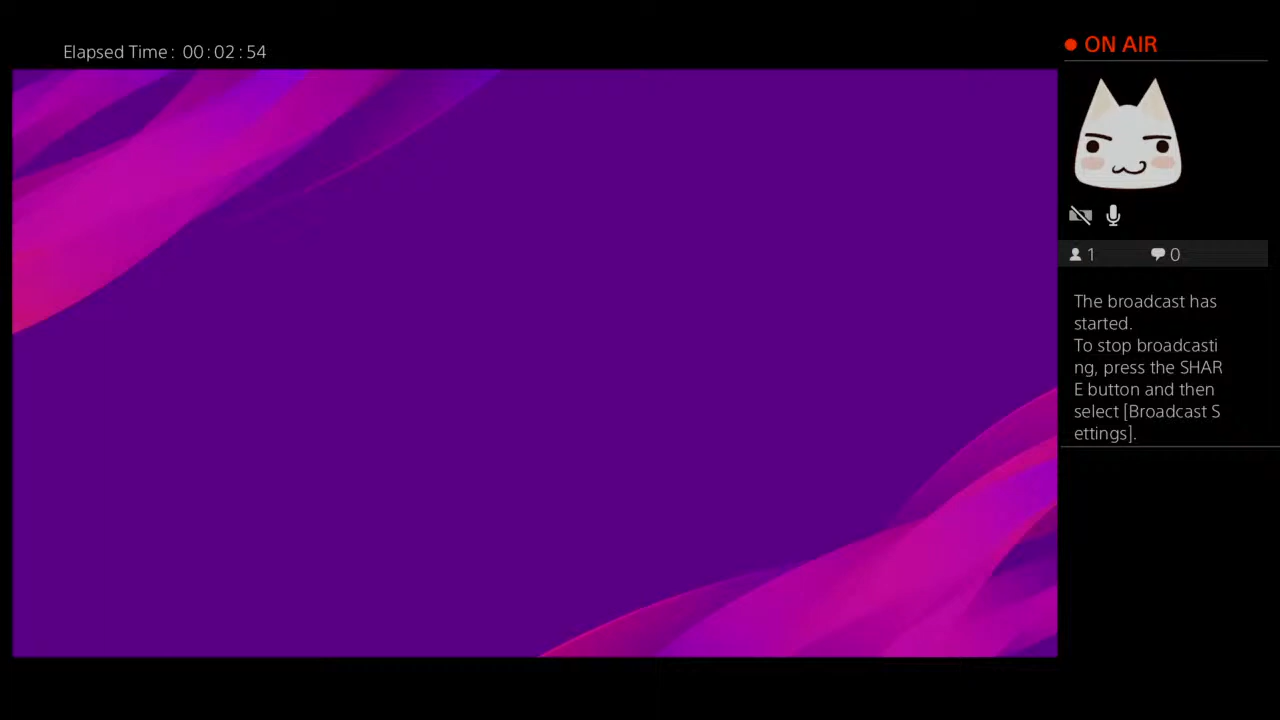 Elapsed Time: 00:02:54
ON AIR
1 0
The broadcast has
started.
To stop broadcasti
ng, press the SHAR
E button and then
select [Broadcast S
ettings].